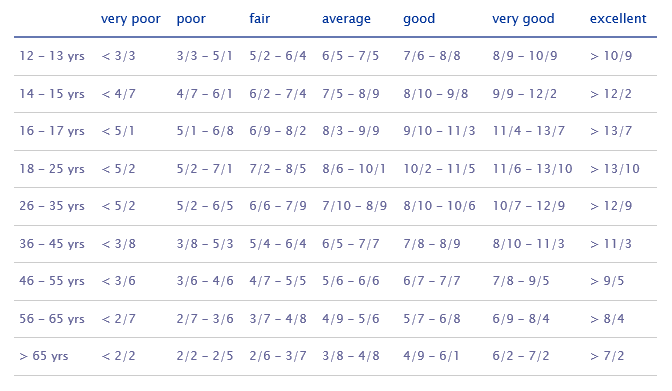 very poor poor fair average good very good excellent
12 – 13 yrs < 3/3 3/3 – 5/1 5/2 – 6/4 6/5 – 7/5 7/6 – 8/8 8/9 – 10/9 > 10/9
14 – 15 yrs < 4/7 4/7 – 6/1 6/2 – 7/4 7/5 – 8/9 8/10 – 9/8 9/9 – 12/2 > 12/2
16 – 17 yrs < 5/1 5/1 – 6/8 6/9 – 8/2 8/3 – 9/9 9/10 – 11/3 11/4 – 13/7 > 13/7
18 – 25 yrs < 5/2 5/2 – 7/1 7/2 – 8/5 8/6 – 10/1 10/2 – 11/5 11/6 – 13/10 > 13/10
26 – 35 yrs < 5/2 5/2 – 6/5 6/6 – 7/9 7/10 – 8/9 8/10 – 10/6 10/7 – 12/9 > 12/9
36 – 45 yrs < 3/8 3/8 – 5/3 5/4 – 6/4 6/5 – 7/7 7/8 – 8/9 8/10 – 11/3 > 11/3
46 – 55 yrs < 3/6 3/6 – 4/6 4/7 – 5/5 5/6 – 6/6 6/7 – 7/7 7/8 – 9/5 > 9/5
56 – 65 yrs < 2/7 2/7 – 3/6 3/7 – 4/8 4/9 – 5/6 5/7 – 6/8 6/9 – 8/4 > 8/4
> 65 yrs < 2/2 2/2 – 2/5 2/6 – 3/7 3/8 – 4/8 4/9 – 6/1 6/2 – 7/2 > 7/2